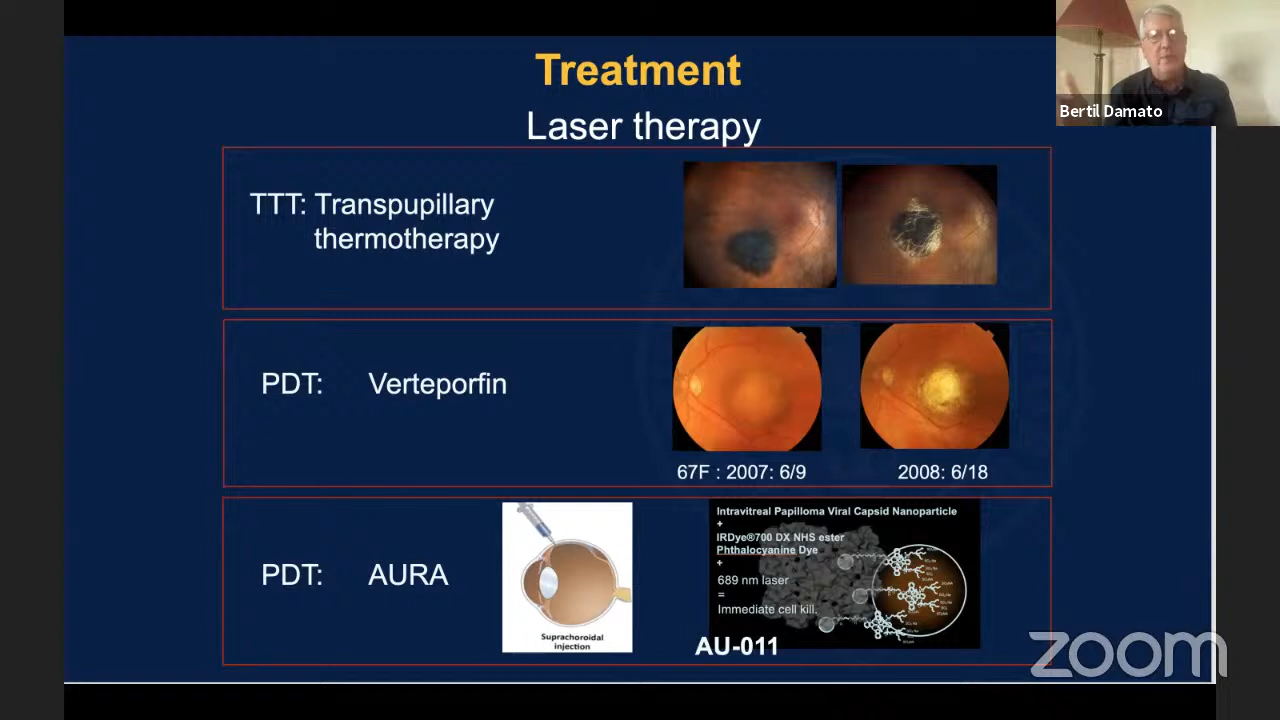 Treatment
Laser therapy
Bertil Damato
TTT: Transpupillary
thermotherapy
PDT: Verteporfin
67F : 2007: 6/9
2008: 6/18
PDT: AURA
Suprachoroidal
injection
Intravitreal Papilloma Viral Capsid Nanoparticle
+
IRDye®700 DX NHS ester
Phthalocyanine Dye
+
689 nm laser
=
Immediate cell kill.
AU-011
zoom